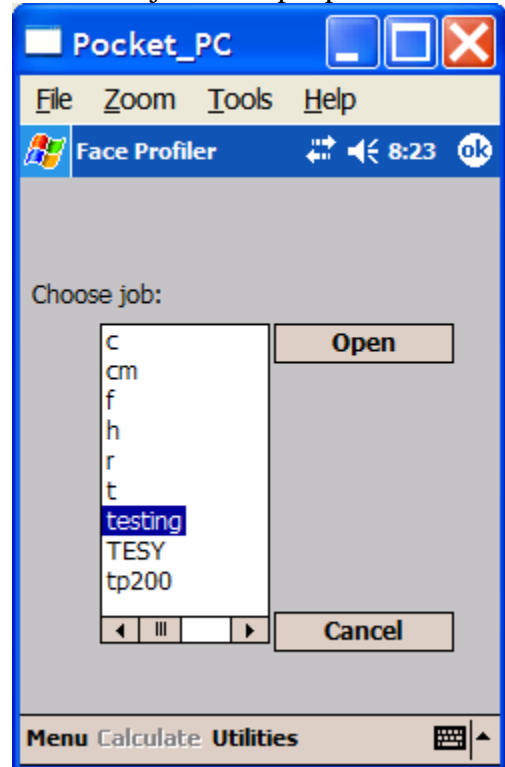 Pocket_PC
File Zoom Tools Help
Face Profiler 8:23 ok
Choose job:
c
Open
cm
f
h
r
t
testing
TESY
tp200
Cancel
Menu Calculate Utilities